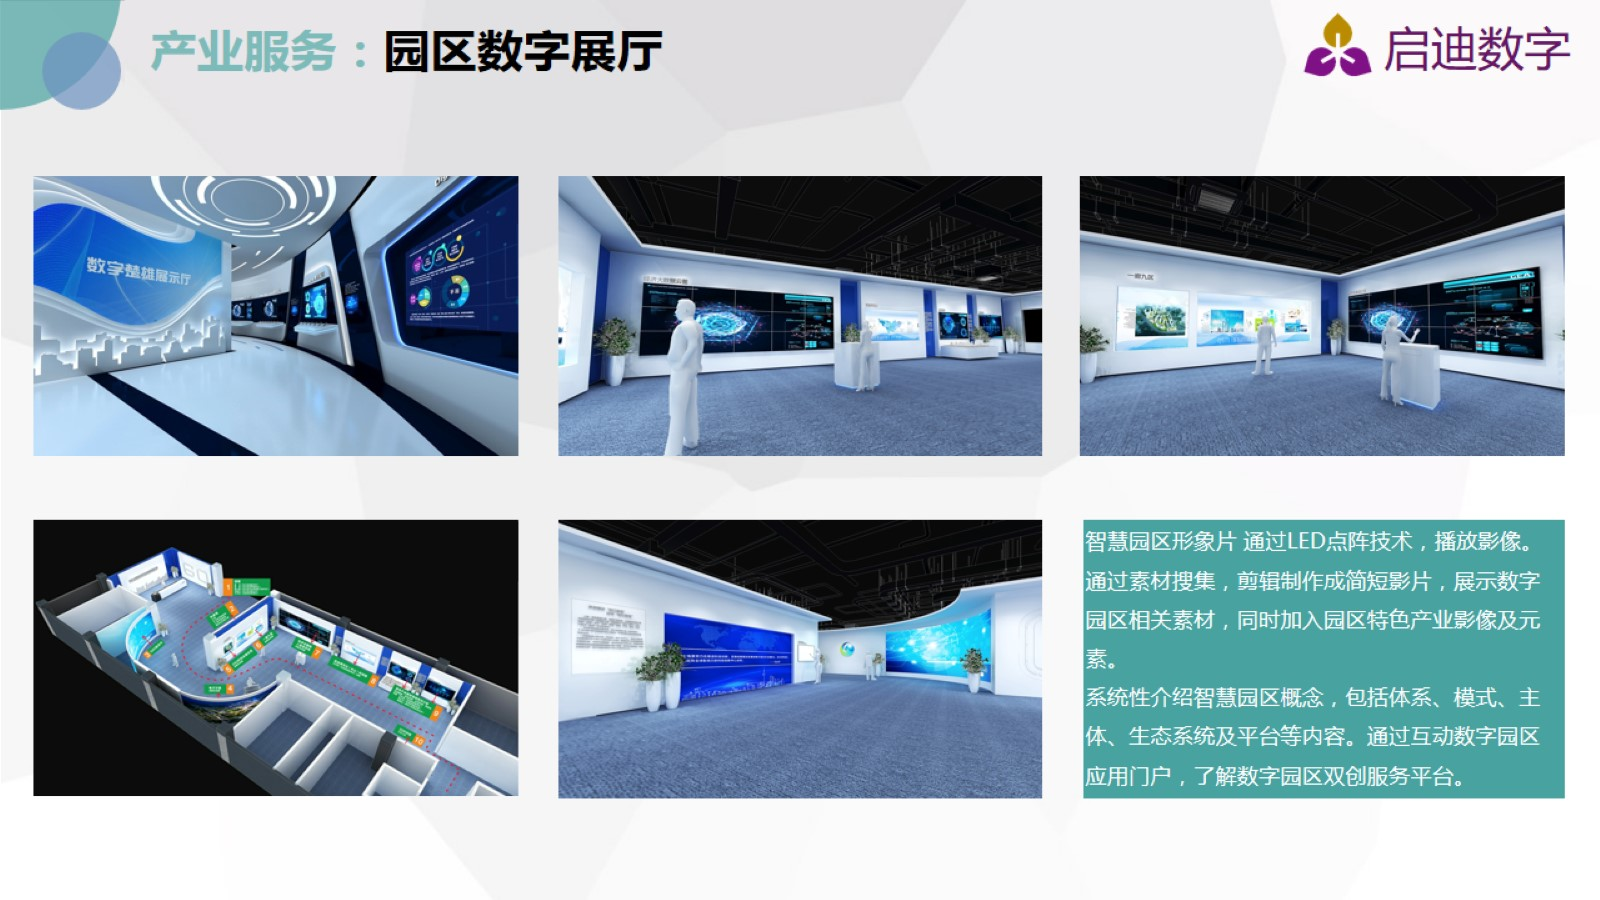 产业服务：园区数字展厅
启迪数字
数字楚雄展示厅
一部九区
智慧园区形象片 通过LED点阵技术，播放影像。
通过素材搜集，剪辑制作成简短影片，展示数字
园区相关素材，同时加入园区特色产业影像及元
素。
系统性介绍智慧园区概念，包括体系、模式、主
体、生态系统及平台等内容。通过互动数字园区
应用门户，了解数字园区双创服务平台。